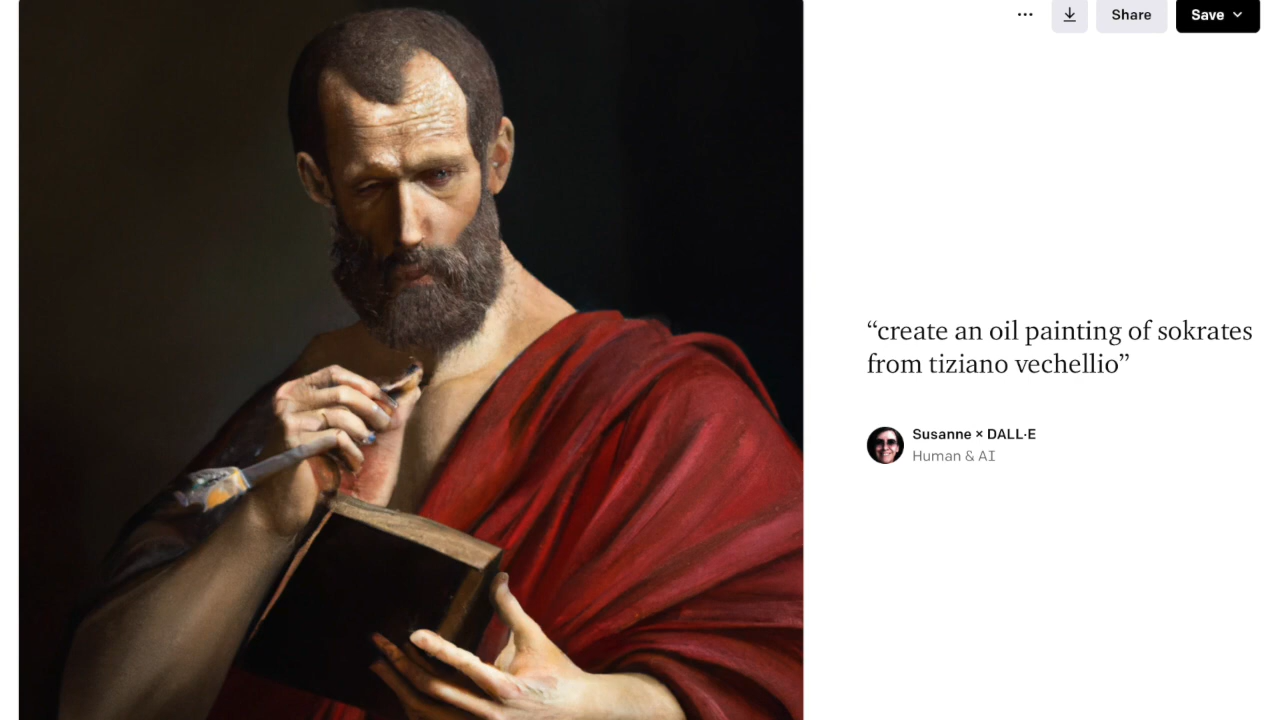 Share
Save
“create an oil painting of sokrates
from tiziano vechellio”
Susanne × DALL·E
Human & AI